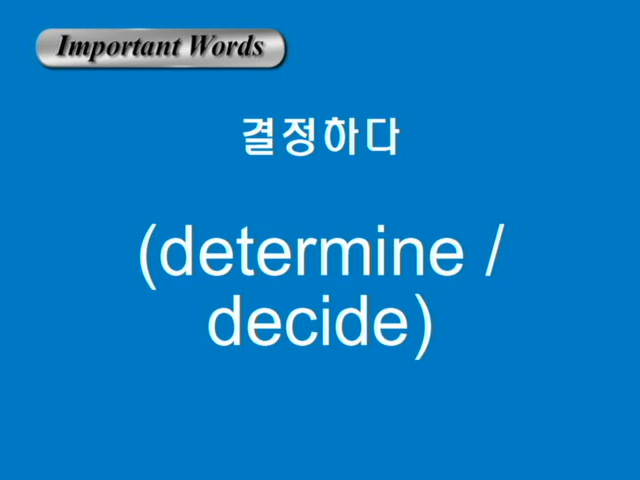 Important Words
결정하다
(determine /
decide)